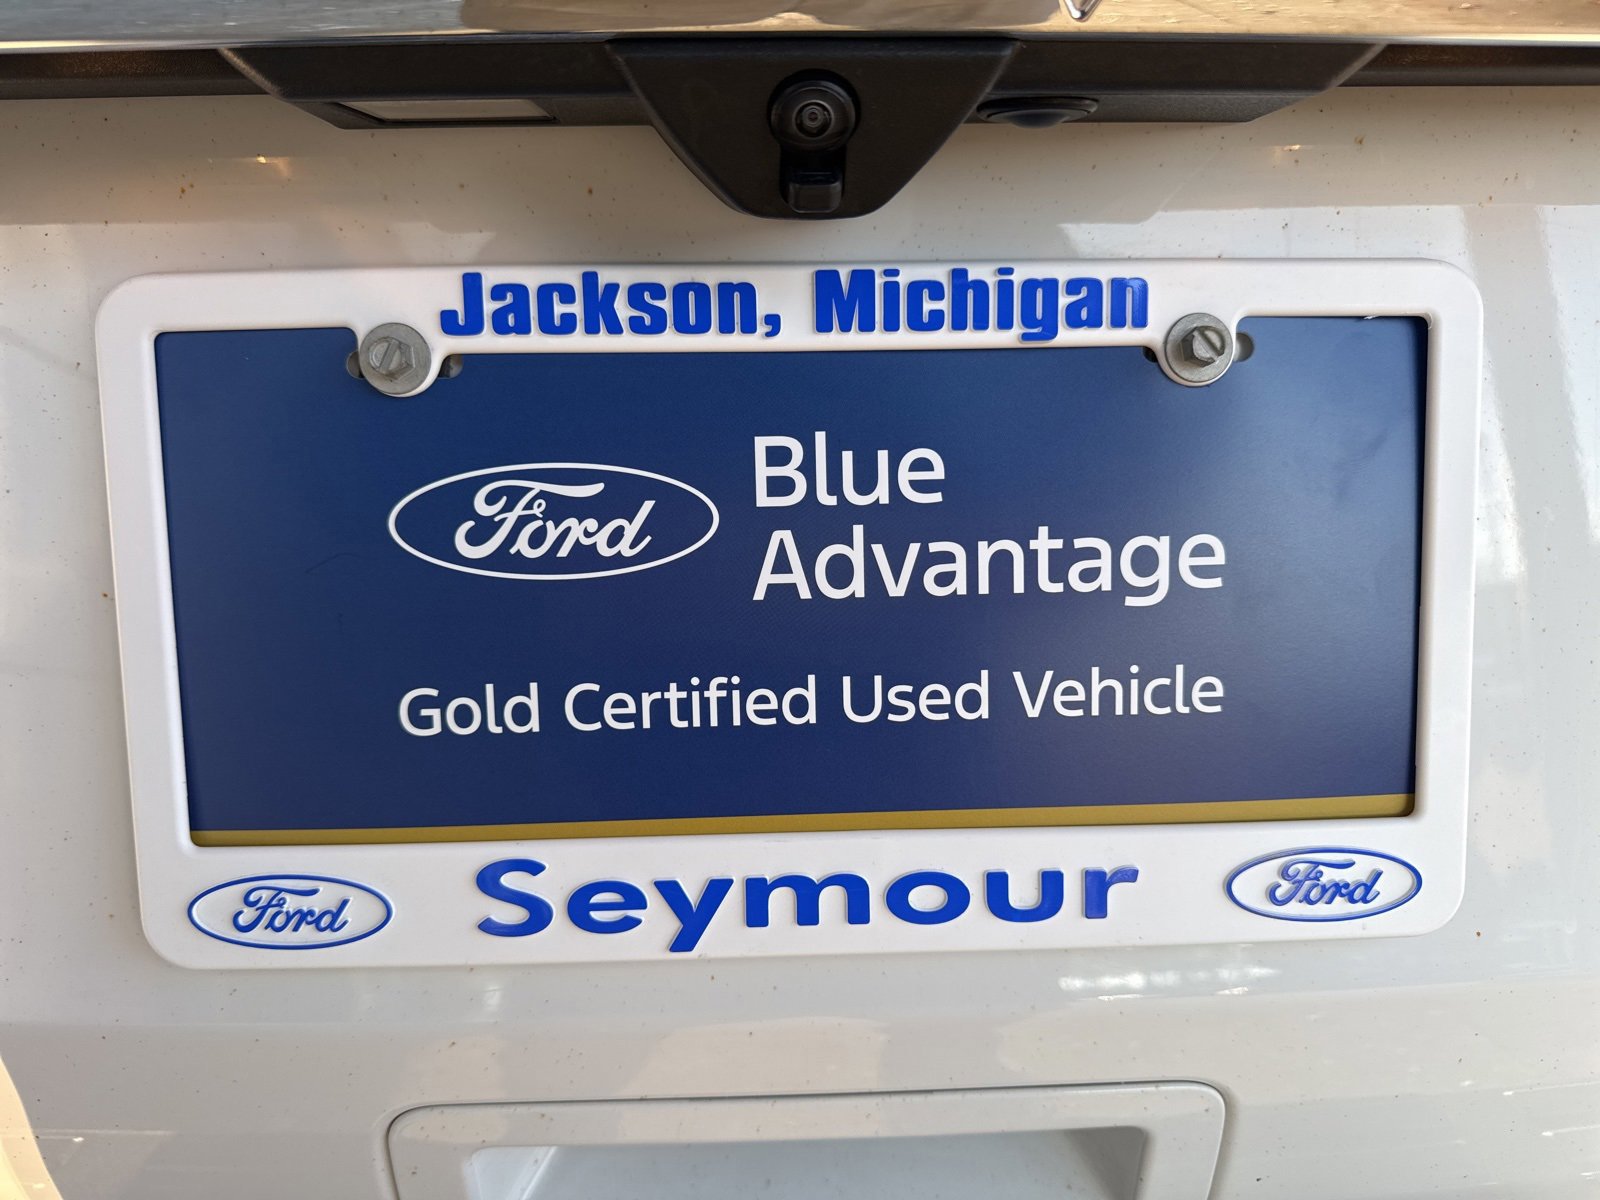 Jackson, Michigan
Ford
Blue
Advantage
Gold Certified Used Vehicle
Ford Seymour Ford